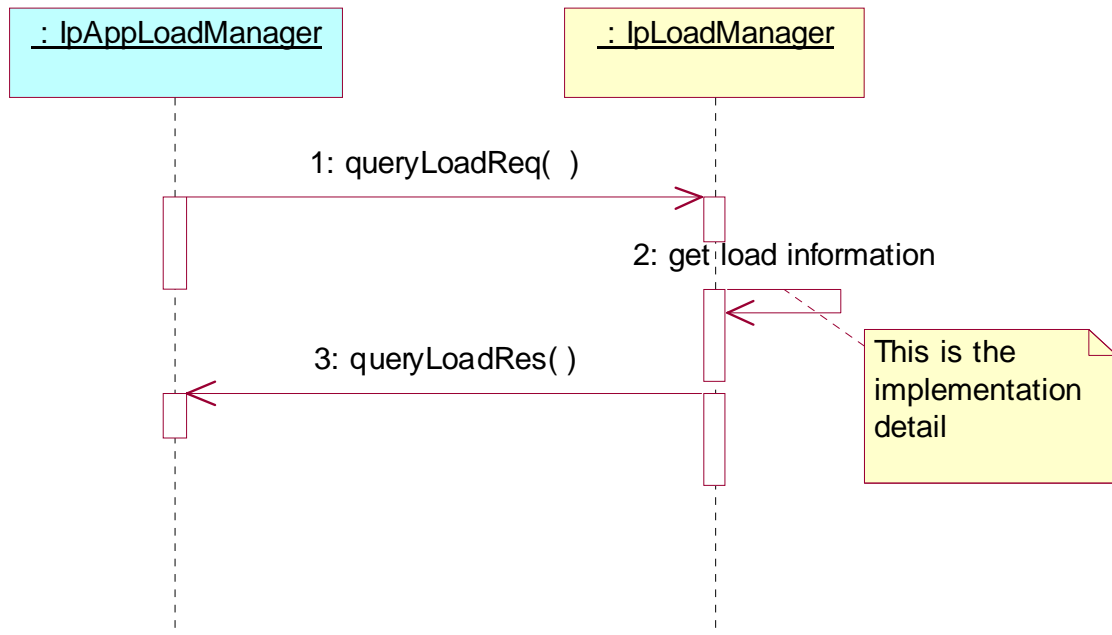 : IpAppLoadManager
: IpLoadManager
1: queryLoadReq( )
2: get load information
3: queryLoadRes( )
This is the
implementation
detail